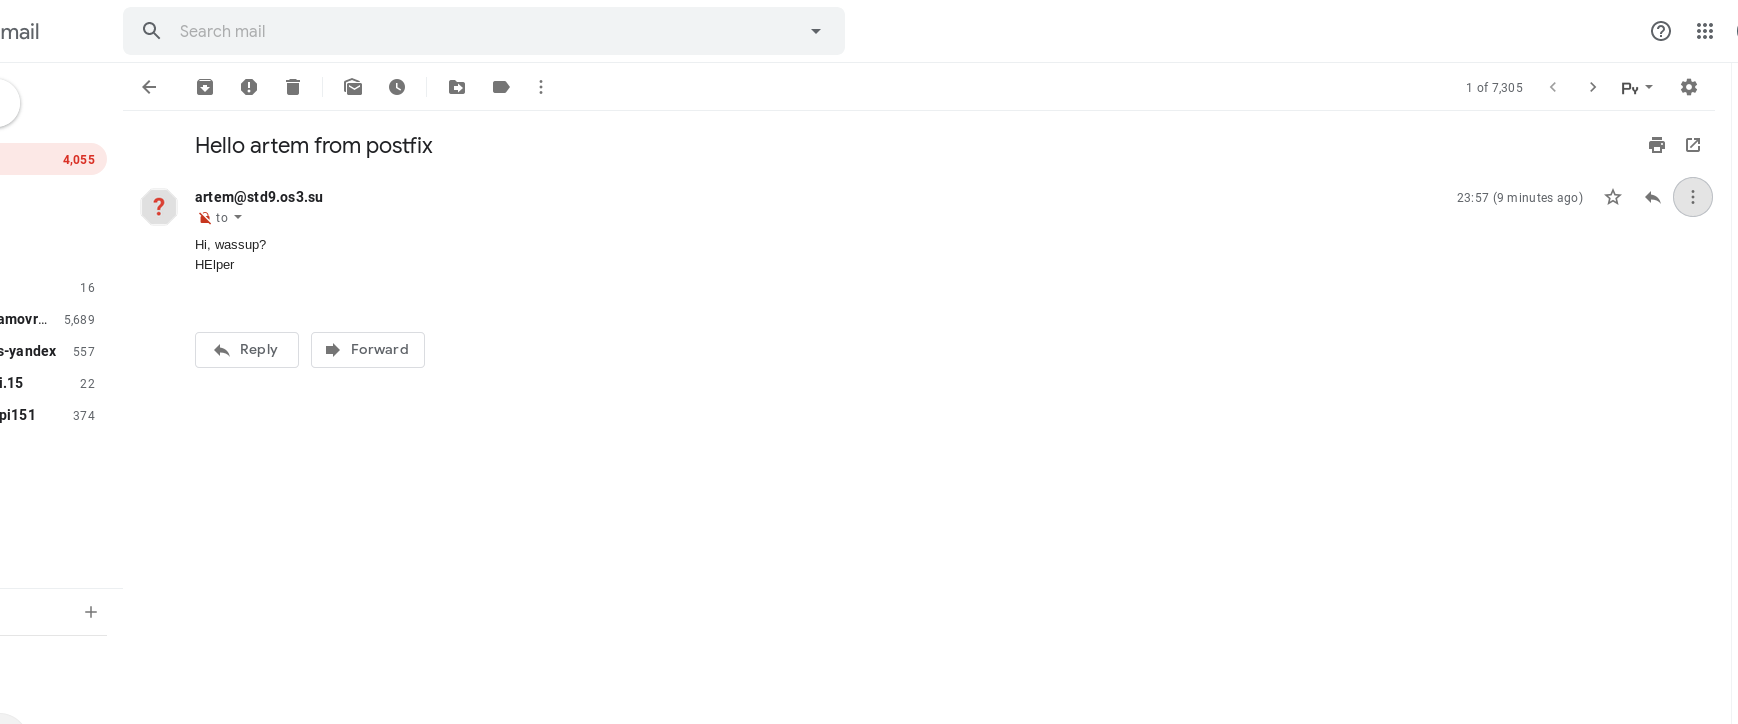 mail
Search mail
1 of 7,305
Ру
4,055
Hello artem from postfix
?
artem@std9.os3.su
23:57 (9 minutes ago)
to
Hi, wassup?
HElper
16
amovr...
5,689
s-yandex
557
i.15
22
pi151
374
Reply
Forward